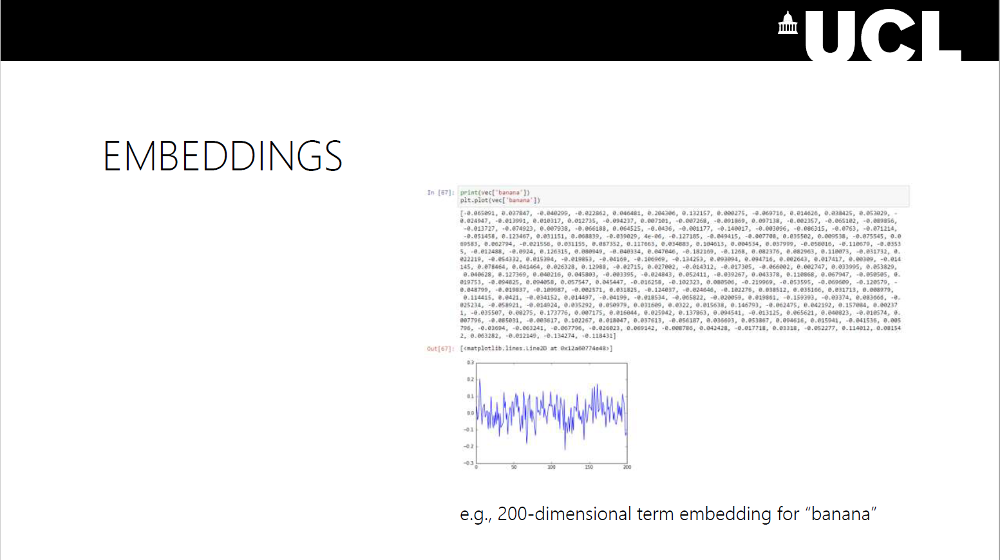 UCL
EMBEDDINGS
In [67]: print(vec['banana'])
plt.plot(vec['banana'])
[-0.065091, 0.037847, -0.040299, -0.022862, 0.046481, 0.204306, 0.132157, 0.000275, -0.069716, 0.014626, 0.038425, 0.053029, -
0.024947, -0.013991, 0.010317, 0.012735, -0.094237, 0.007101, -0.007268, -0.091869, 0.097138, -0.002357, -0.065102, -0.089856,
-0.013727, -0.074923, 0.007938, -0.066188, 0.064525, -0.0436, -0.001177, -0.140017, -0.003096, -0.086315, -0.0763, -0.071214,
-0.051458, 0.123467, 0.031151, 0.068839, -0.039029, 4e-06, -0.127185, -0.049415, -0.007708, 0.035502, 0.009538, -0.075545, 0.0
69583, 0.062794, -0.021556, 0.031155, 0.087352, 0.117663, 0.034883, 0.104613, 0.004534, 0.037999, -0.058016, -0.110679, -0.0353
5, -0.012488, -0.0924, 0.126315, 0.080949, -0.040334, 0.047046, -0.182169, -0.1268, 0.082376, 0.082963, 0.110073, -0.031732, 0.
022219, -0.054332, 0.015394, -0.019853, -0.04169, -0.106969, -0.134253, 0.093094, 0.094716, 0.002643, 0.017417, 0.00309, -0.014
145, 0.078464, 0.041464, 0.026328, 0.12988, -0.02715, 0.027002, -0.014312, -0.017305, -0.066002, 0.002747, 0.033995, 0.053829,
0.040628, 0.127369, 0.040216, 0.045803, -0.003395, -0.024843, 0.052411, -0.039267, 0.043378, 0.110868, 0.067947, -0.050505, 0.
019753, -0.094825, 0.094058, 0.057547, 0.045447, -0.016258, -0.102323, 0.080506, -0.219969, -0.053595, -0.069609, -0.120579, -
0.048799, -0.019837, -0.109987, -0.002571, 0.031825, -0.124037, -0.024646, -0.102276, 0.038512, 0.035166, 0.031713, 0.008979,
0.114415, 0.0421, -0.034152, 0.014497, -0.04199, -0.018534, -0.065822, -0.020059, 0.019861, -0.159393, -0.03374, 0.083666, -0.
025234, -0.058921, -0.014924, 0.035292, 0.050979, 0.031609, 0.0322, 0.015638, 0.146793, -0.062475, 0.042192, 0.157084, 0.00237
1, -0.035507, 0.08275, 0.173776, 0.007175, 0.016044, 0.025942, 0.137863, 0.094541, -0.013125, 0.065621, 0.040823, -0.010574, 0.
007796, -0.085031, -0.003617, 0.102267, 0.018047, 0.037613, -0.056187, 0.036693, 0.053867, 0.094616, 0.015941, -0.041536, 0.005
796, -0.03694, -0.063241, -0.067796, -0.026023, 0.069142, -0.008786, 0.042428, -0.017718, 0.03318, -0.052277, 0.114012, 0.08154
2, 0.063282, -0.012149, -0.134274, -0.118431]
Out[67]: [<matplotlib.lines.Line2D at 0x12a60774e48>]
0.3
0.2
0.1
0.0
−0.1
−0.2
−0.3
0 50 100 150 200
e.g., 200-dimensional term embedding for “banana”